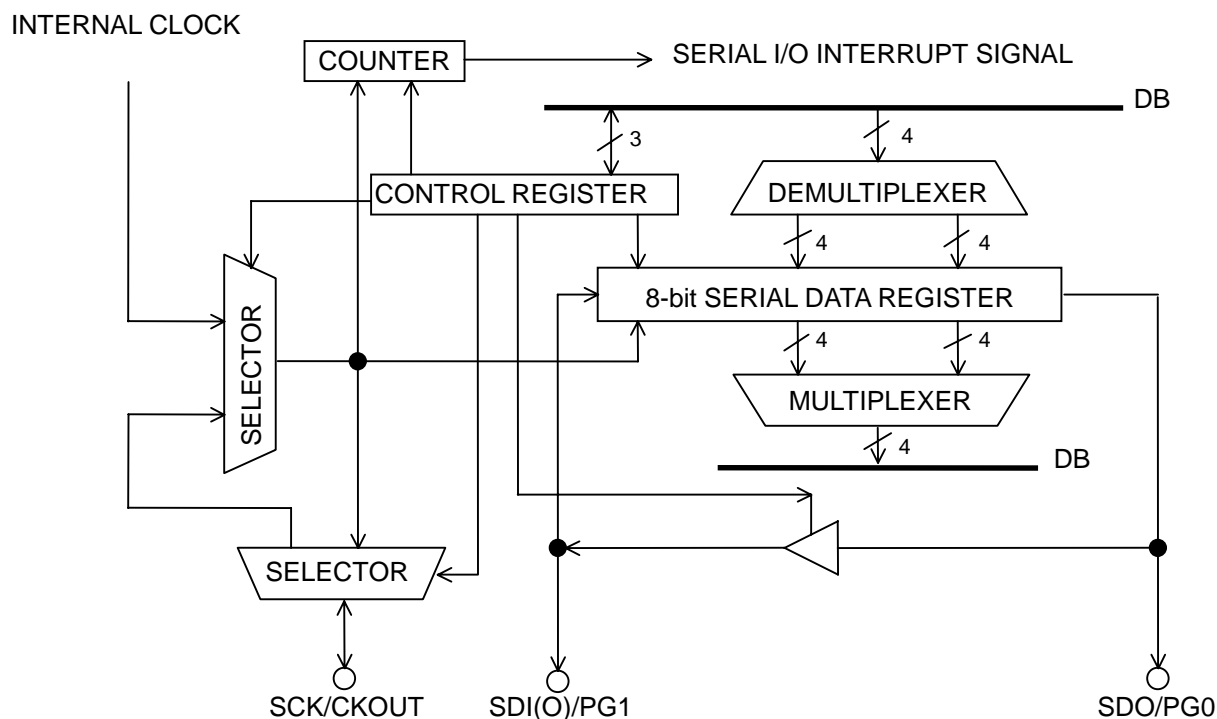 INTERNAL CLOCK
COUNTER
SERIAL I/O INTERRUPT SIGNAL
DB
3
4
CONTROL REGISTER
DEMULTIPLEXER
4
4
8-bit SERIAL DATA REGISTER
SELECTOR
4
4
MULTIPLEXER
4
DB
SELECTOR
SCK/CKOUT
SDI(O)/PG1
SDO/PG0